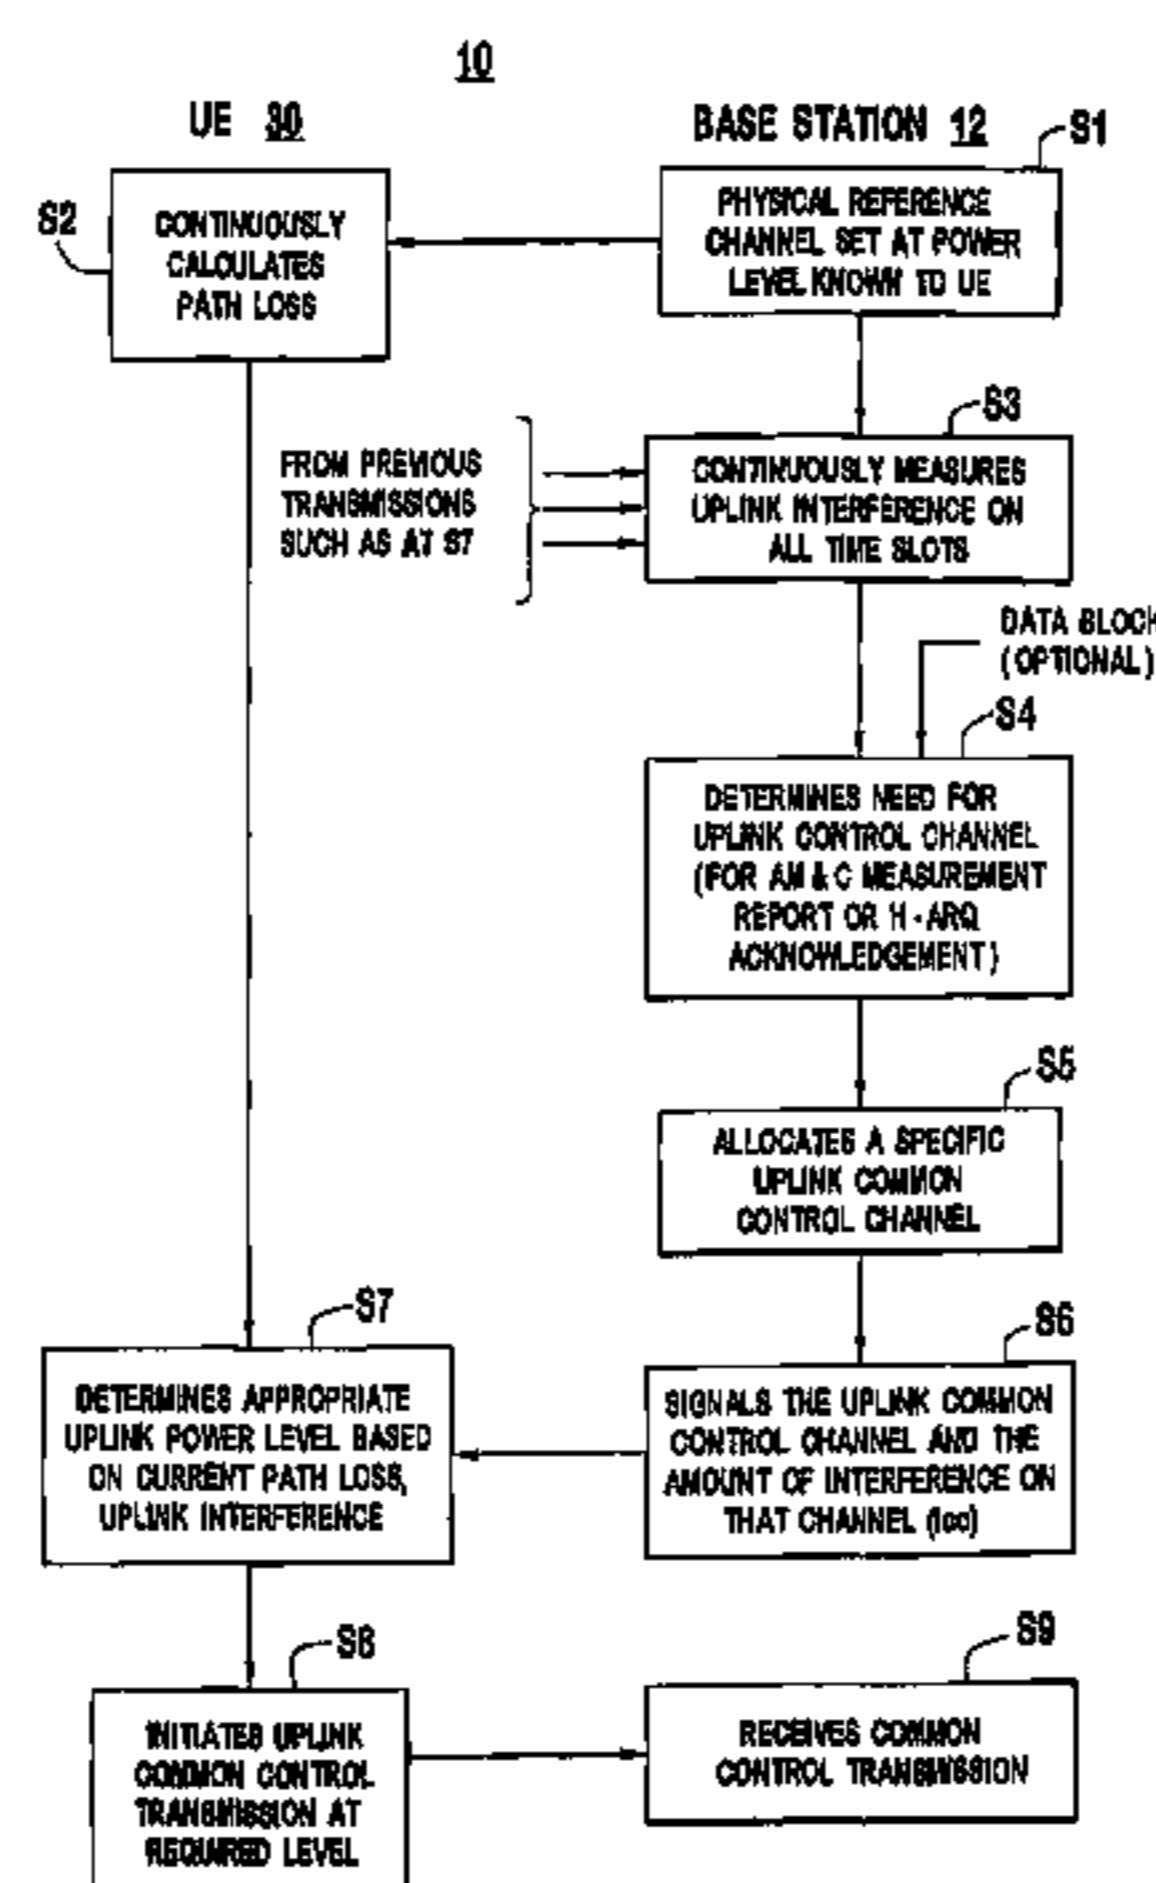 10
UE 30
BASE STATION 12
S1
PHYSICAL REFERENCE
CHANNEL SET AT POWER
LEVEL KNOWN TO UE
S2
CONTINUOUSLY
CALCULATES
PATH LOSS
S3
FROM PREVIOUS
TRANSMISSIONS
SUCH AS AT S7
CONTINUOUSLY MEASURES
UPLINK INTERFERENCE ON
ALL TIME SLOTS
DATA BLOCK
(OPTIONAL)
S4
DETERMINES NEED FOR
UPLINK CONTROL CHANNEL
(FOR AM & C MEASUREMENT
REPORT OR H-ARQ
ACKNOWLEDGEMENT)
S5
ALLOCATES A SPECIFIC
UPLINK COMMON
CONTROL CHANNEL
S7
DETERMINES APPROPRIATE
UPLINK POWER LEVEL BASED
ON CURRENT PATH LOSS,
UPLINK INTERFERENCE
S6
SIGNALS THE UPLINK COMMON
CONTROL CHANNEL AND THE
AMOUNT OF INTERFERENCE ON
THAT CHANNEL (Icc)
S8
INITIATES UPLINK
COMMON CONTROL
TRANSMISSION AT
REQUIRED LEVEL
S9
RECEIVES COMMON
CONTROL TRANSMISSION